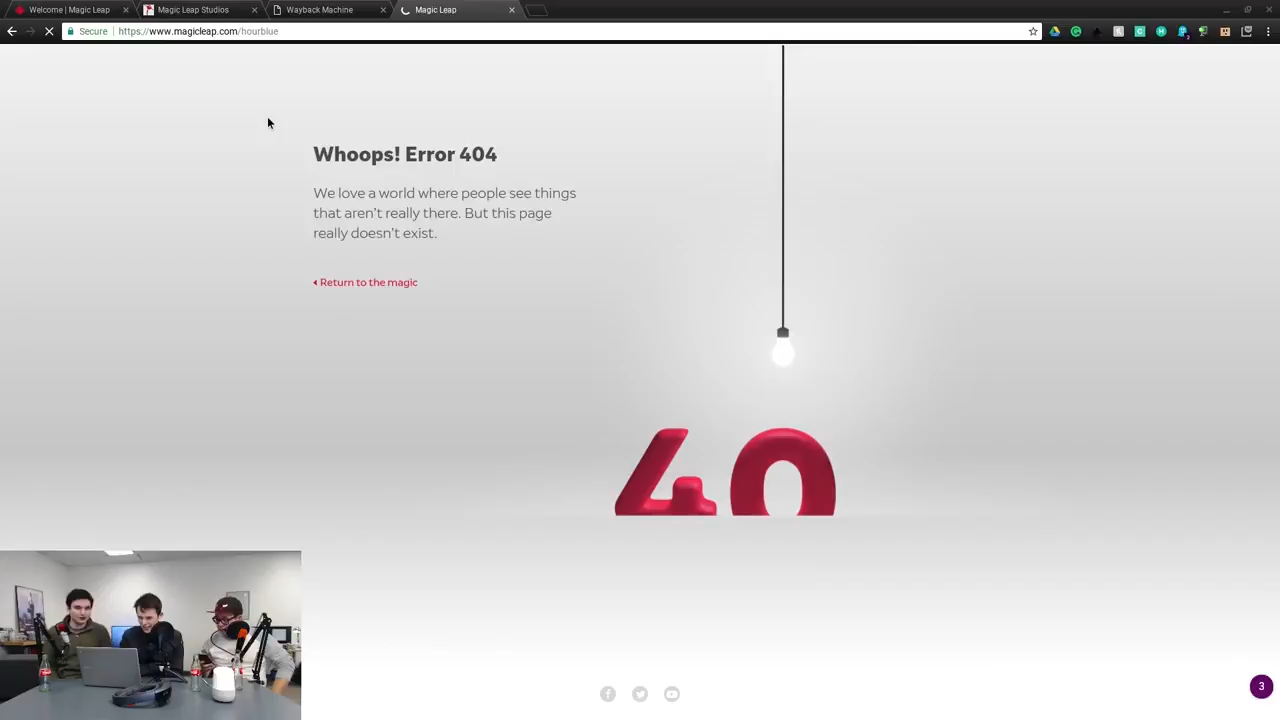 Welcome | Magic Leap
Magic Leap Studios
Wayback Machine
Magic Leap
Secure
https://www.magicleap.com/hourblue
Whoops! Error 404
We love a world where people see things
that aren't really there. But this page
really doesn't exist.
Return to the magic
40
3